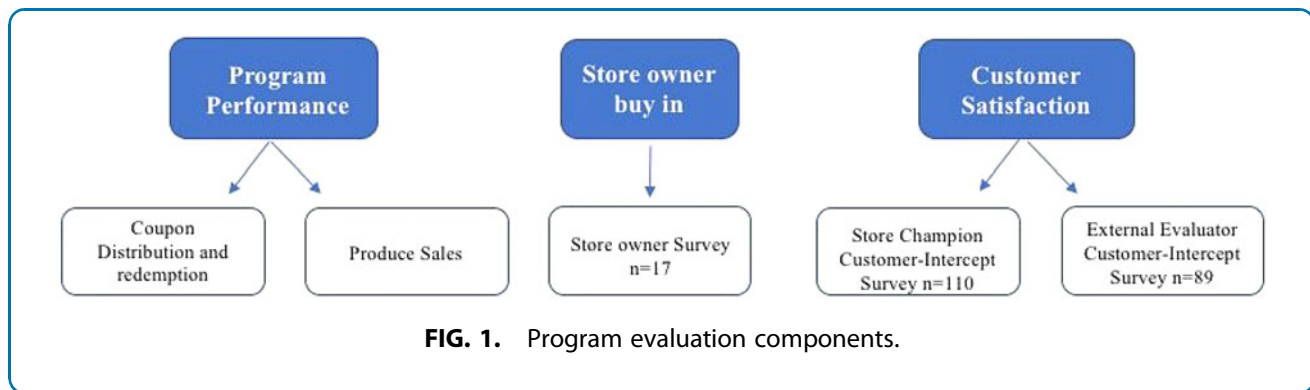 Program
Performance
Store owner
buy in
Customer
Satisfaction
Coupon
Distribution and
redemption
Produce Sales
Store owner Survey
n=17
Store Champion
Customer-Intercept
Survey n=110
External Evaluator
Customer-Intercept
Survey n=89
FIG. 1. Program evaluation components.